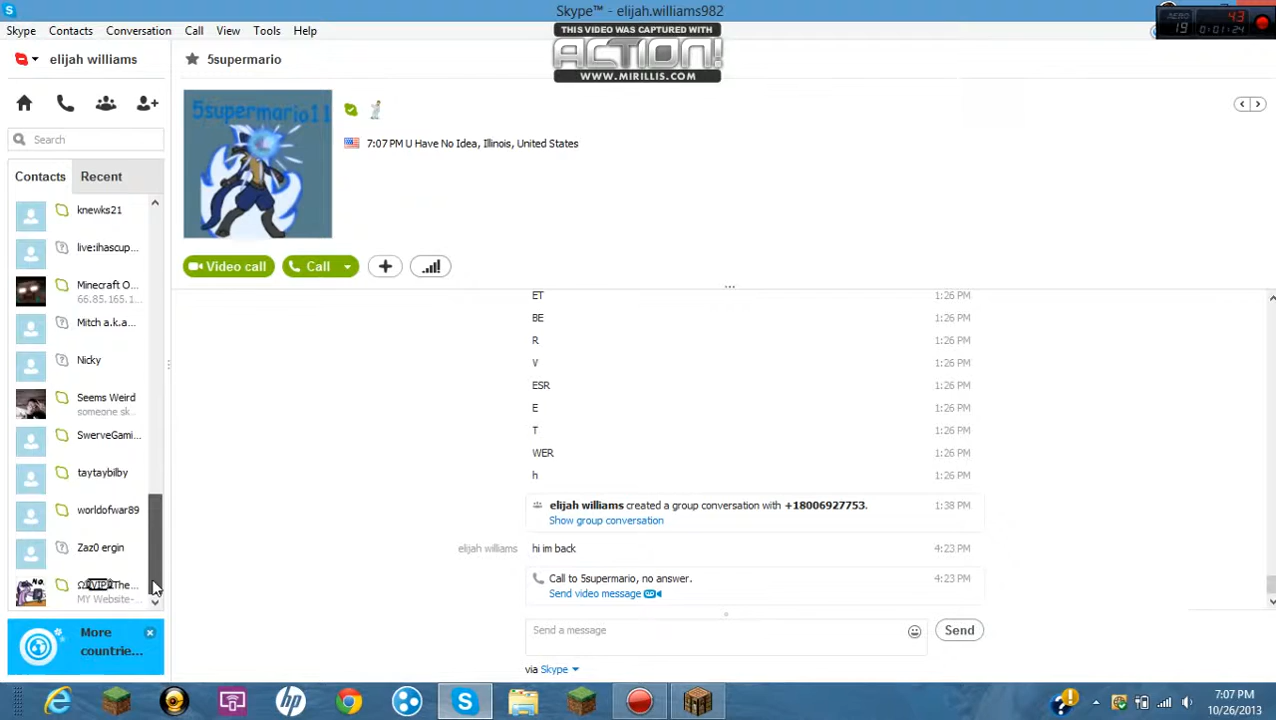 Skype™ - elijah.williams982
Skype Contacts Conversation Call View Tools Help
THIS VIDEO WAS CAPTURED WITH
ACTION!
WWW.MIRILLIS.COM
19 43
0:01:24
elijah williams
5supermario
5supermario11
7:07 PM U Have No Idea, Illinois, United States
Search
Contacts Recent
Video call Call
knewks21
live:ihascup...
Minecraft O...
66.85.165.1...
Mitch a.k.a...
Nicky
Seems Weird
someone sk...
SwerveGami...
taytaybilby
worldofwar89
Zaz0 ergin
MY Website-...
More
countrie...
ET 1:26 PM
BE 1:26 PM
R 1:26 PM
V 1:26 PM
ESR 1:26 PM
E 1:26 PM
T 1:26 PM
WER 1:26 PM
h 1:26 PM
elijah williams created a group conversation with +18006927753. 1:38 PM
Show group conversation
elijah williams hi im back 4:23 PM
Call to 5supermario, no answer. 4:23 PM
Send video message
Send a message
Send
via Skype
7:07 PM
10/26/2013